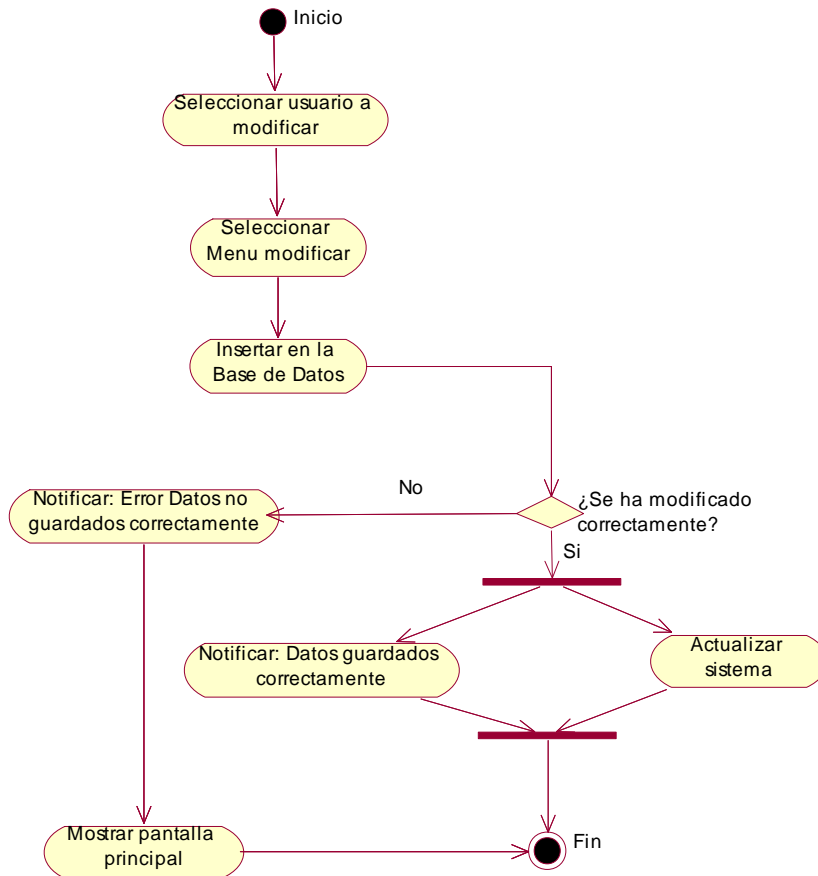 Inicio
Seleccionar usuario a
modificar
Seleccionar
Menu modificar
Insertar en la
Base de Datos
No
¿Se ha modificado
correctamente?
Notificar: Error Datos no
guardados correctamente
Si
Notificar: Datos guardados
correctamente
Actualizar
sistema
Mostrar pantalla
principal
Fin